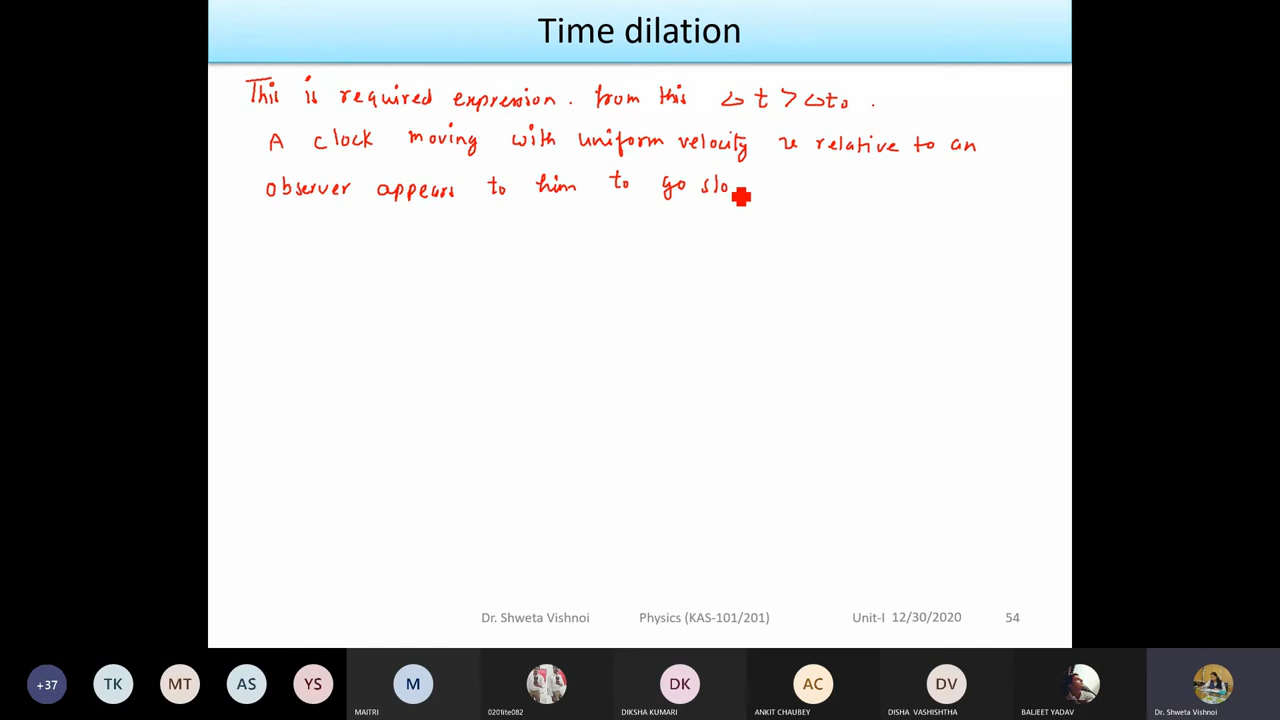 Time dilation
This is required expression. from this Δt > Δt₀.
A clock moving with uniform velocity v relative to an
observer appears to him to go slo
Dr. Shweta Vishnoi Physics (KAS-101/201) Unit-I 12/30/2020 54
+37 TK MT AS YS M DK AC DV
MAITRI 0201ite082 DIKSHA KUMARI ANKIT CHAUBEY DISHA VASHISHTHA BALJEET YADAV Dr. Shweta Vishnoi